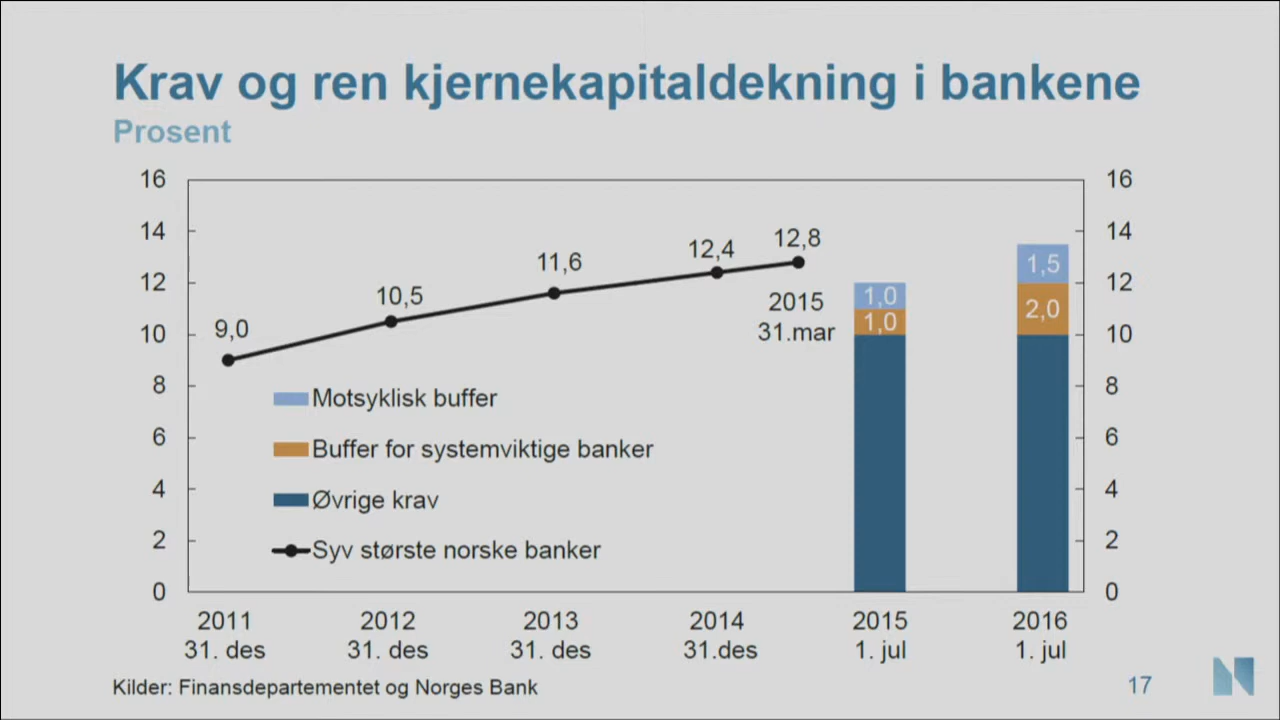 Krav og ren kjernekapitaldekning i bankene
Prosent
16
14
12
10
8
6
4
2
0
16
14
12
10
8
6
4
2
0
9,0
10,5
11,6
12,4
12,8
2015
31.mar
1,0
1,0
1,5
2,0
Motsyklisk buffer
Buffer for systemviktige banker
Øvrige krav
Syv største norske banker
2011
31. des
2012
31. des
2013
31. des
2014
31.des
2015
1. jul
2016
1. jul
Kilder: Finansdepartementet og Norges Bank
17